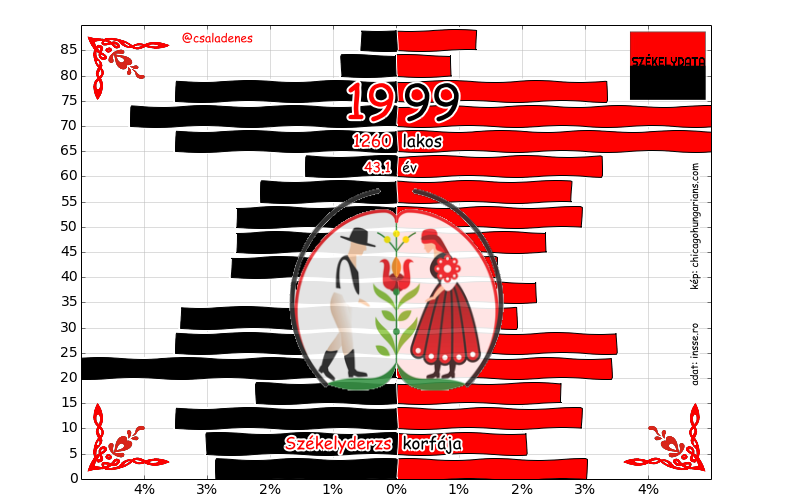 @csaladenes
SZÉKELYDATA
1999
1260 lakos
43.1 év
kép: chicagohungarians.com
adat: insse.ro
Székelyderzs korfája
85
80
75
70
65
60
55
50
45
40
35
30
25
20
15
10
5
0
4% 3% 2% 1% 0% 1% 2% 3% 4%